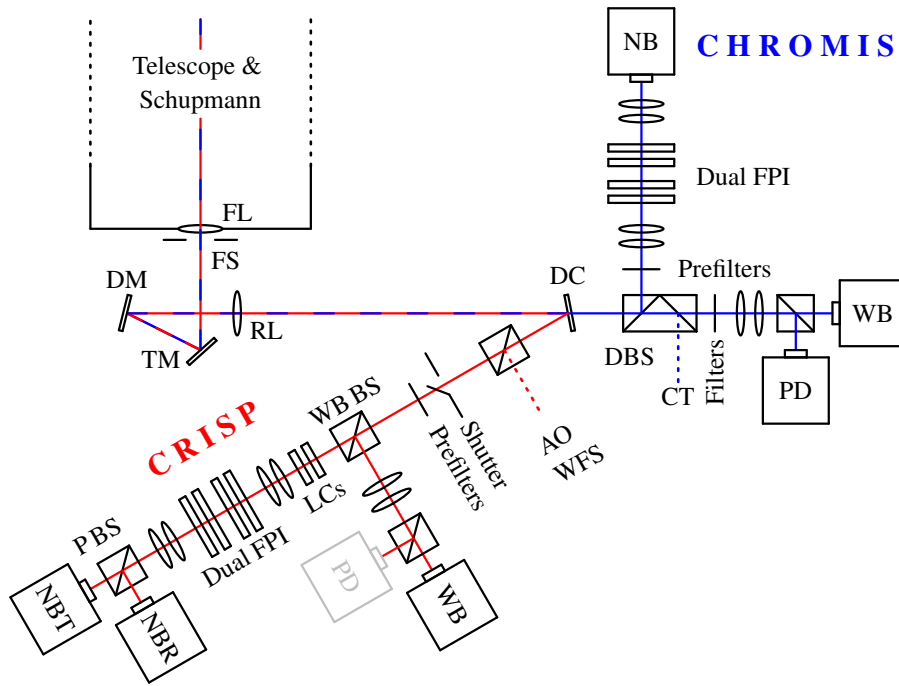 Telescope &
Schupmann
NB
CHROMIS
Dual FPI
FL
FS
DM
RL
TM
DC
Prefilters
DBS
CT
Filters
WB
PD
CRISP
WB BS
Shutter
Prefilters
AO
WFS
LCs
Dual FPI
PBS
NBT
NBR
PD
WB